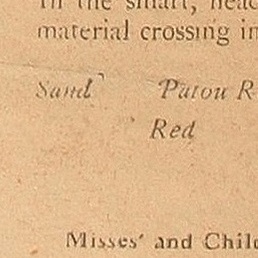 In the smart, head
material crossing in
Sand Patou R
Red
Misses' and Chil